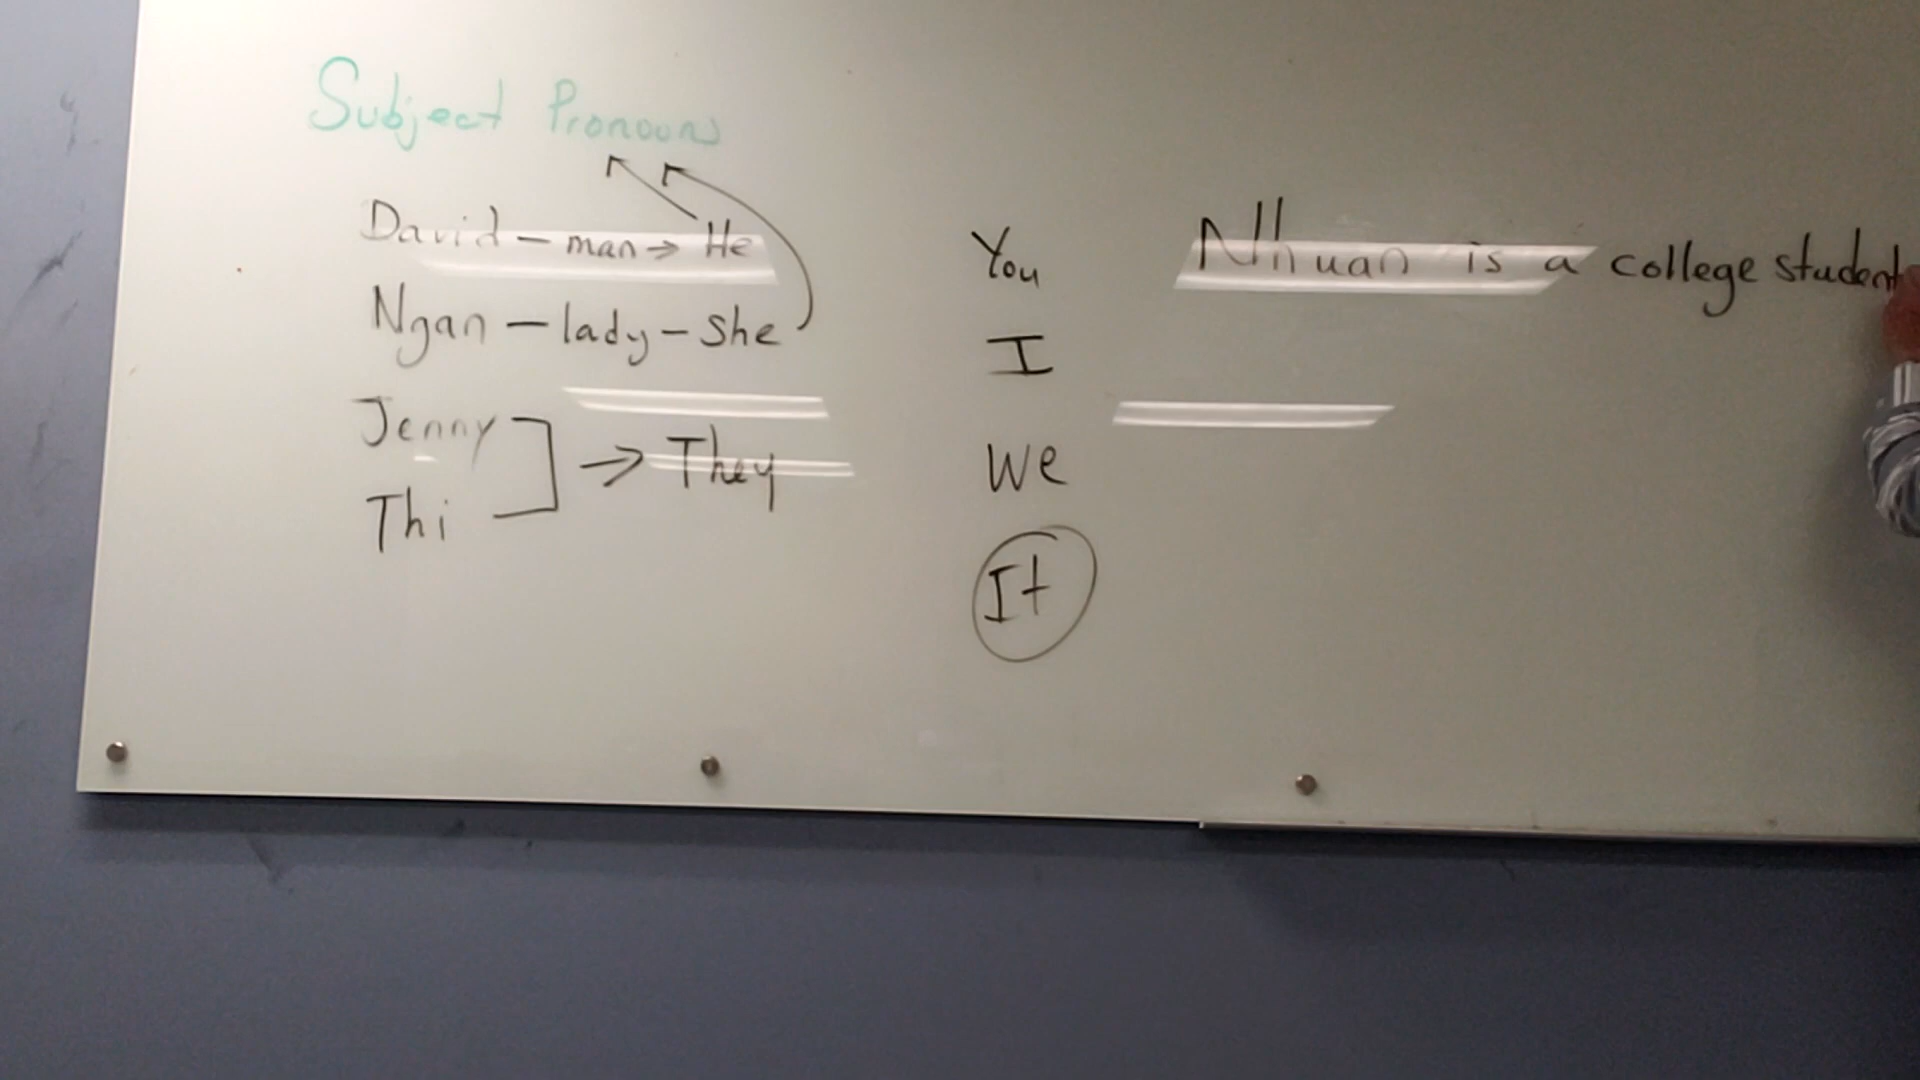 Subject Pronouns
David – man → He
Ngan – lady – she
Jenny
Thi
→ They
You
I
We
It
Nhuan is a college student